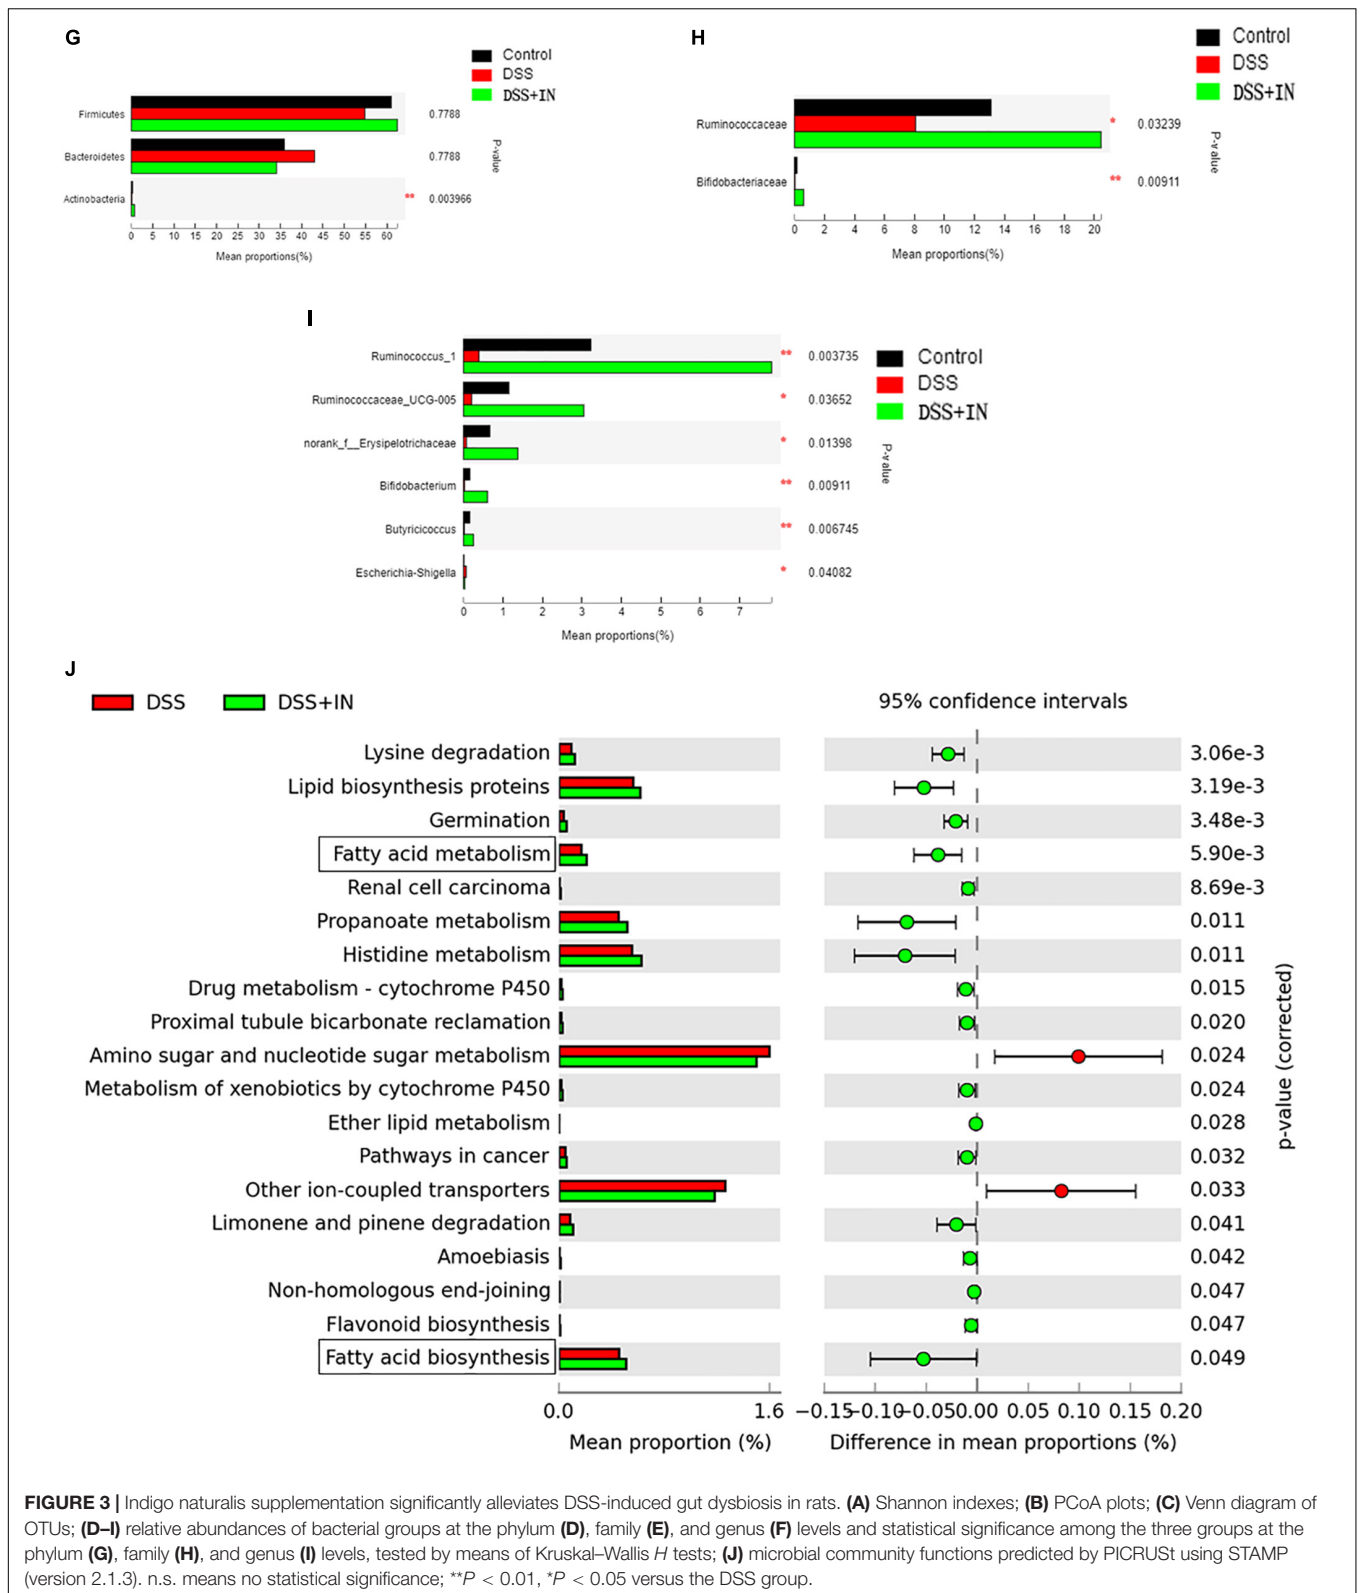 G
Control
DSS
DSS+IN
Firmicutes 0.7788
Bacteroidetes 0.7788
Actinobacteria ** 0.003966
P-value
0 5 10 15 20 25 30 35 40 45 50 55 60
Mean proportions(%)
H
Control
DSS
DSS+IN
Ruminococcaceae * 0.03239
Bifidobacteriaceae ** 0.00911
P-value
0 2 4 6 8 10 12 14 16 18 20
Mean proportions(%)
I
Control
DSS
DSS+IN
Ruminococcus_1 ** 0.003735
Ruminococcaceae_UCG-005 * 0.03652
norank_f__Erysipelotrichaceae * 0.01398
Bifidobacterium ** 0.00911
Butyricicoccus ** 0.006745
Escherichia-Shigella * 0.04082
P-value
0 1 2 3 4 5 6 7
Mean proportions(%)
J
DSS DSS+IN 95% confidence intervals
Lysine degradation 3.06e-3
Lipid biosynthesis proteins 3.19e-3
Germination 3.48e-3
Fatty acid metabolism 5.90e-3
Renal cell carcinoma 8.69e-3
Propanoate metabolism 0.011
Histidine metabolism 0.011
Drug metabolism - cytochrome P450 0.015
Proximal tubule bicarbonate reclamation 0.020
Amino sugar and nucleotide sugar metabolism 0.024
Metabolism of xenobiotics by cytochrome P450 0.024
Ether lipid metabolism 0.028
Pathways in cancer 0.032
Other ion-coupled transporters 0.033
Limonene and pinene degradation 0.041
Amoebiasis 0.042
Non-homologous end-joining 0.047
Flavonoid biosynthesis 0.047
Fatty acid biosynthesis 0.049
p-value (corrected)
0.0 1.6 −0.15 −0.10 −0.05 0.00 0.05 0.10 0.15 0.20
Mean proportion (%) Difference in mean proportions (%)
FIGURE 3 | Indigo naturalis supplementation significantly alleviates DSS-induced gut dysbiosis in rats. (A) Shannon indexes; (B) PCoA plots; (C) Venn diagram of
OTUs; (D–I) relative abundances of bacterial groups at the phylum (D), family (E), and genus (F) levels and statistical significance among the three groups at the
phylum (G), family (H), and genus (I) levels, tested by means of Kruskal–Wallis H tests; (J) microbial community functions predicted by PICRUSt using STAMP
(version 2.1.3). n.s. means no statistical significance; **P < 0.01, *P < 0.05 versus the DSS group.